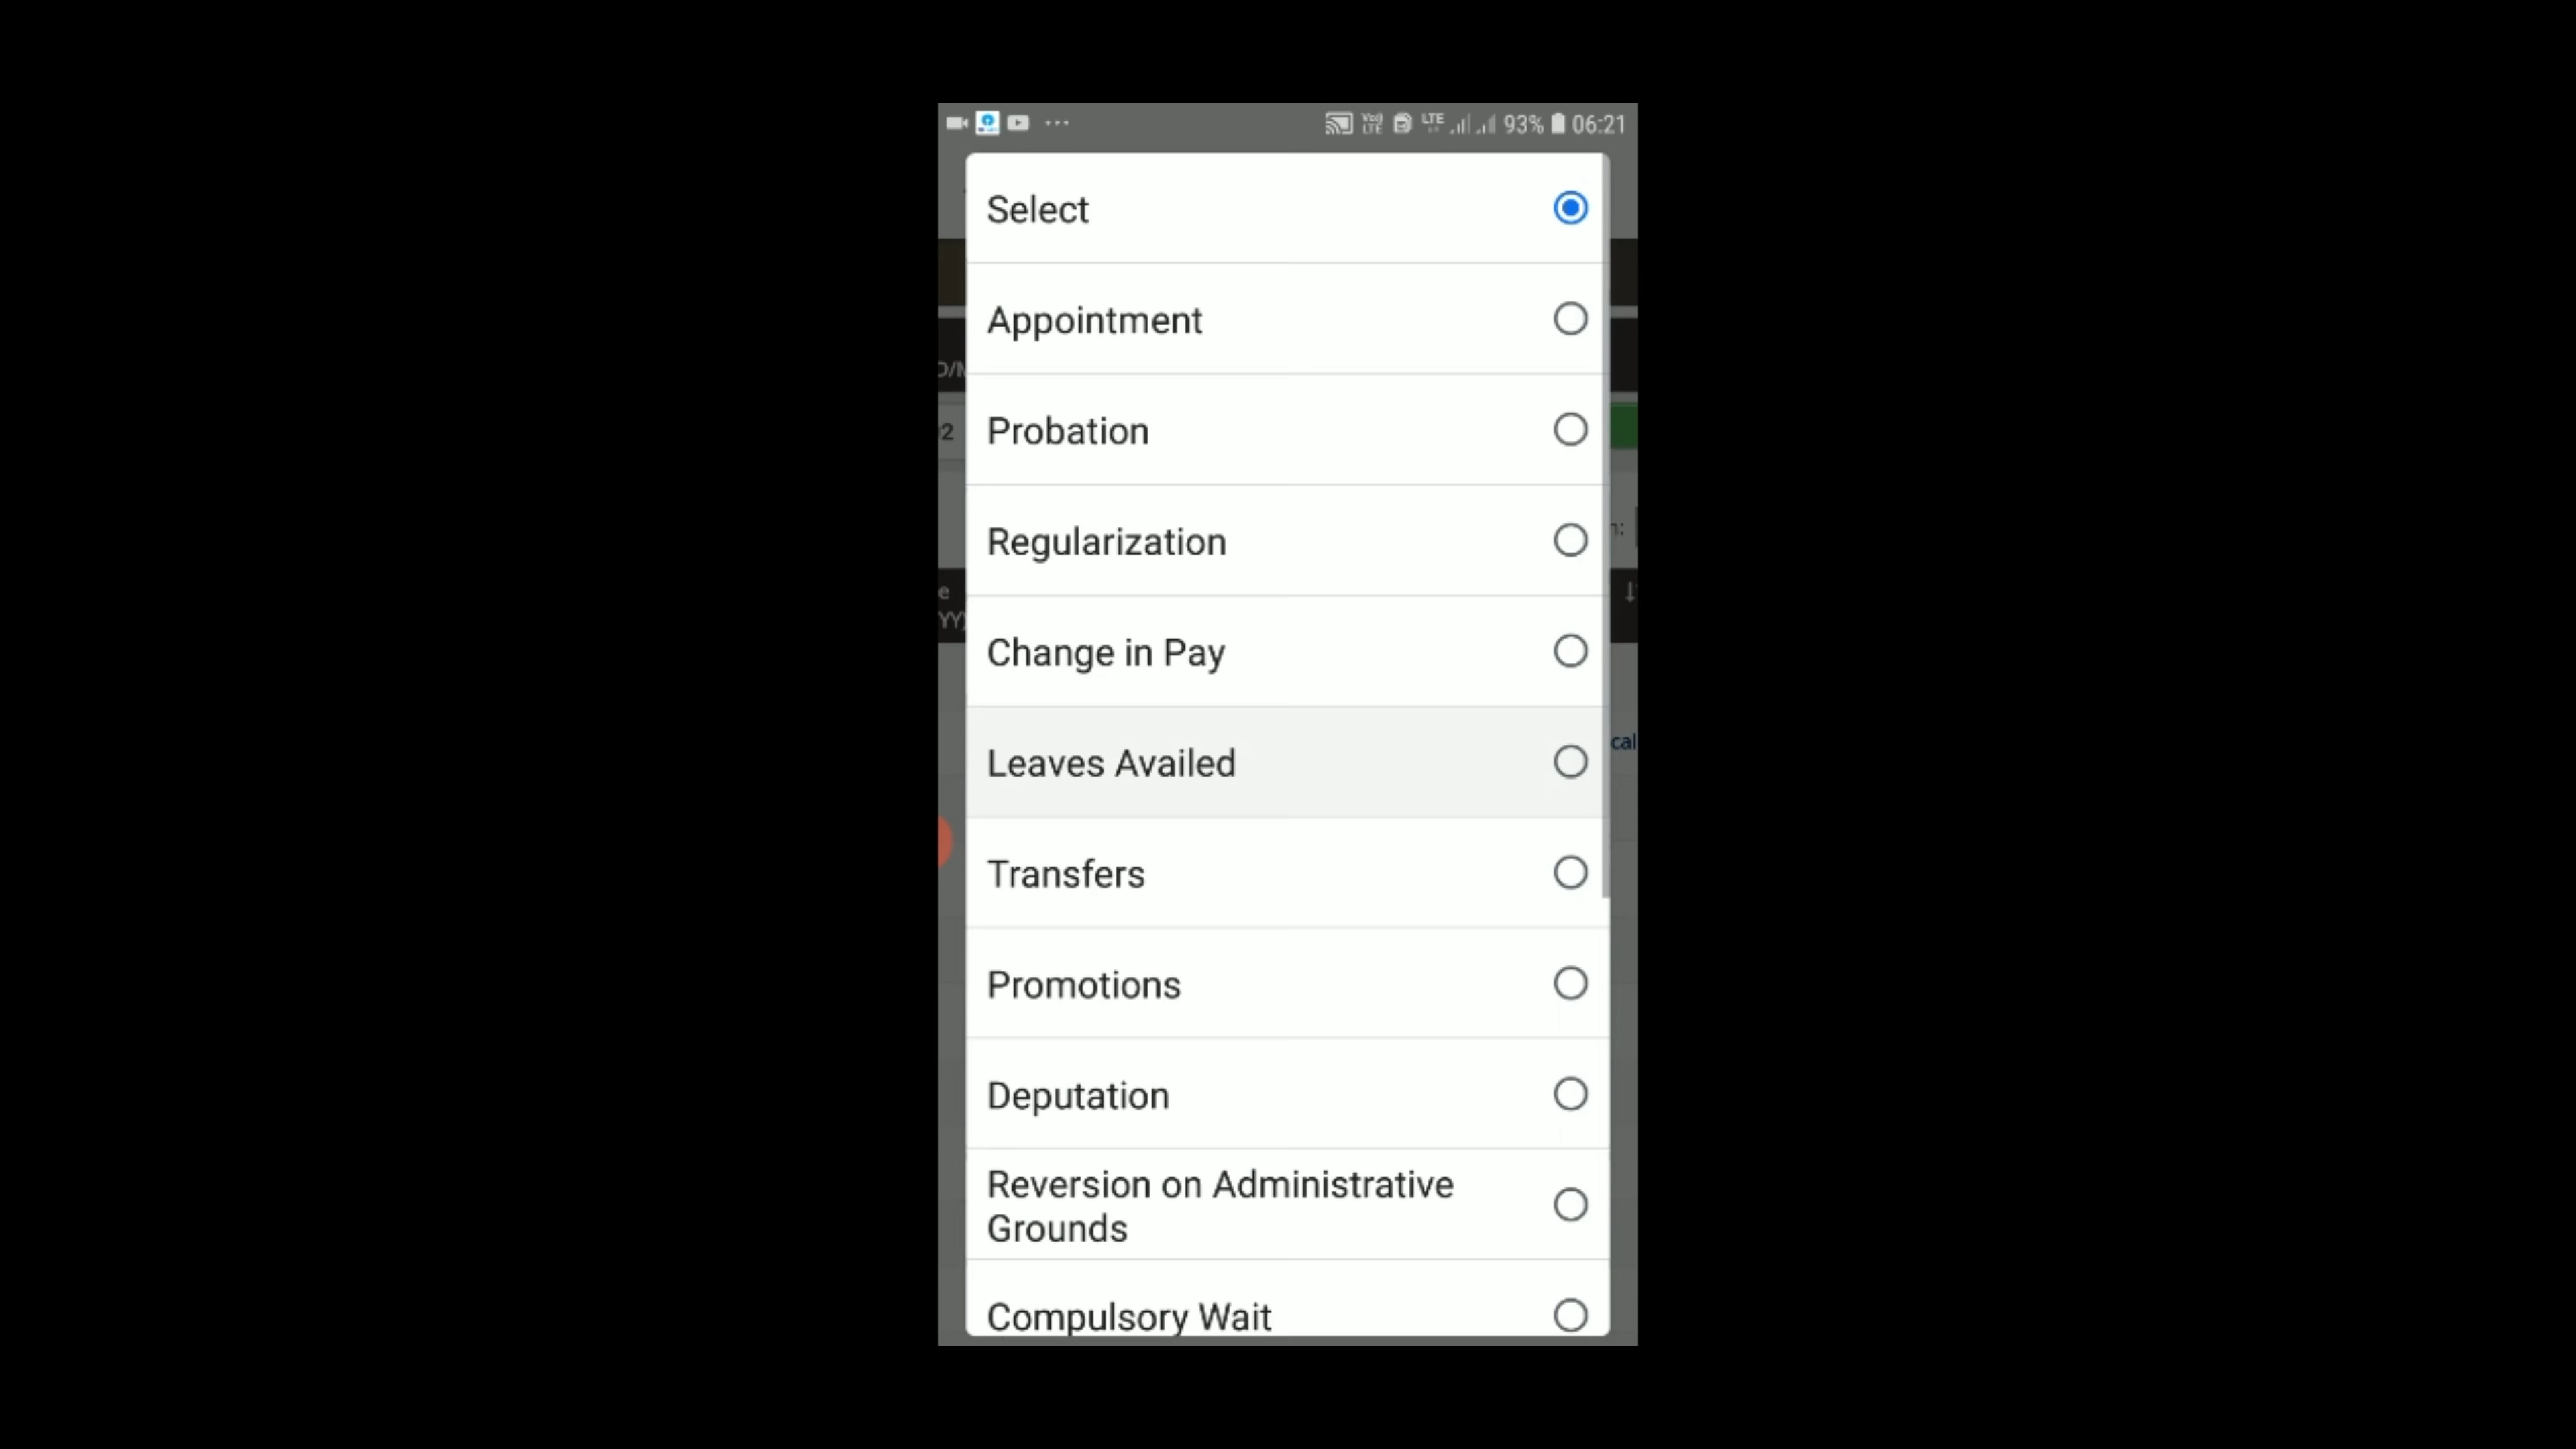 93% 06:21
Select
Appointment
Probation
Regularization
Change in Pay
Leaves Availed
Transfers
Promotions
Deputation
Reversion on Administrative
Grounds
Compulsory Wait